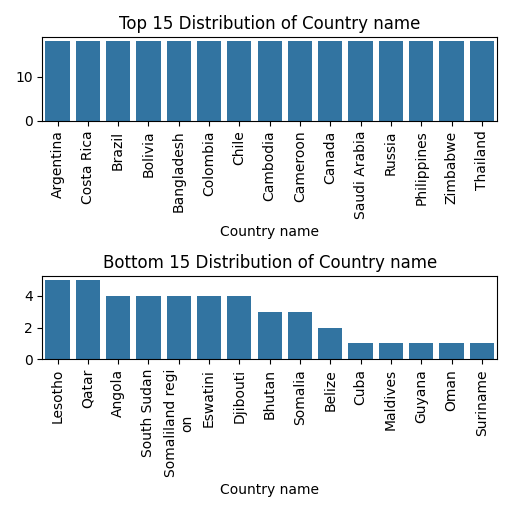 Top 15 Distribution of Country name
10
0
Argentina
Costa Rica
Brazil
Bolivia
Bangladesh
Colombia
Chile
Cambodia
Cameroon
Canada
Saudi Arabia
Russia
Philippines
Zimbabwe
Thailand
Country name
Bottom 15 Distribution of Country name
4
2
0
Lesotho
Qatar
Angola
South Sudan
Somaliland regi
on
Eswatini
Djibouti
Bhutan
Somalia
Belize
Cuba
Maldives
Guyana
Oman
Suriname
Country name